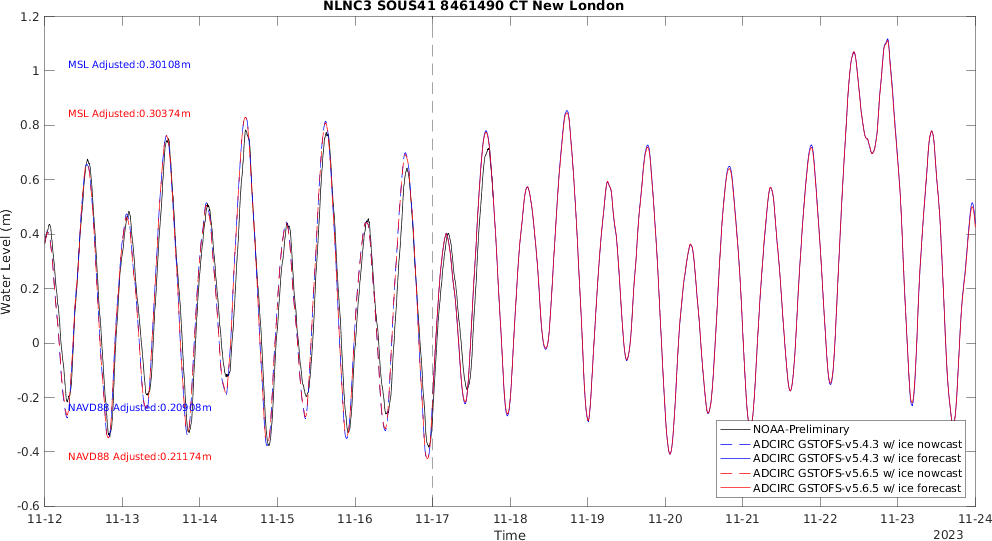 NLNC3 SOUS41 8461490 CT New London
1.2
1
0.8
0.6
0.4
0.2
0
-0.2
-0.4
-0.6
Water Level (m)
MSL Adjusted:0.30108m
MSL Adjusted:0.30374m
NAVD88 Adjusted:0.20908m
NAVD88 Adjusted:0.21174m
NOAA-Preliminary
ADCIRC GSTOFS-v5.4.3 w/ ice nowcast
ADCIRC GSTOFS-v5.4.3 w/ ice forecast
ADCIRC GSTOFS-v5.6.5 w/ ice nowcast
ADCIRC GSTOFS-v5.6.5 w/ ice forecast
11-12 11-13 11-14 11-15 11-16 11-17 11-18 11-19 11-20 11-21 11-22 11-23 11-24
Time
2023